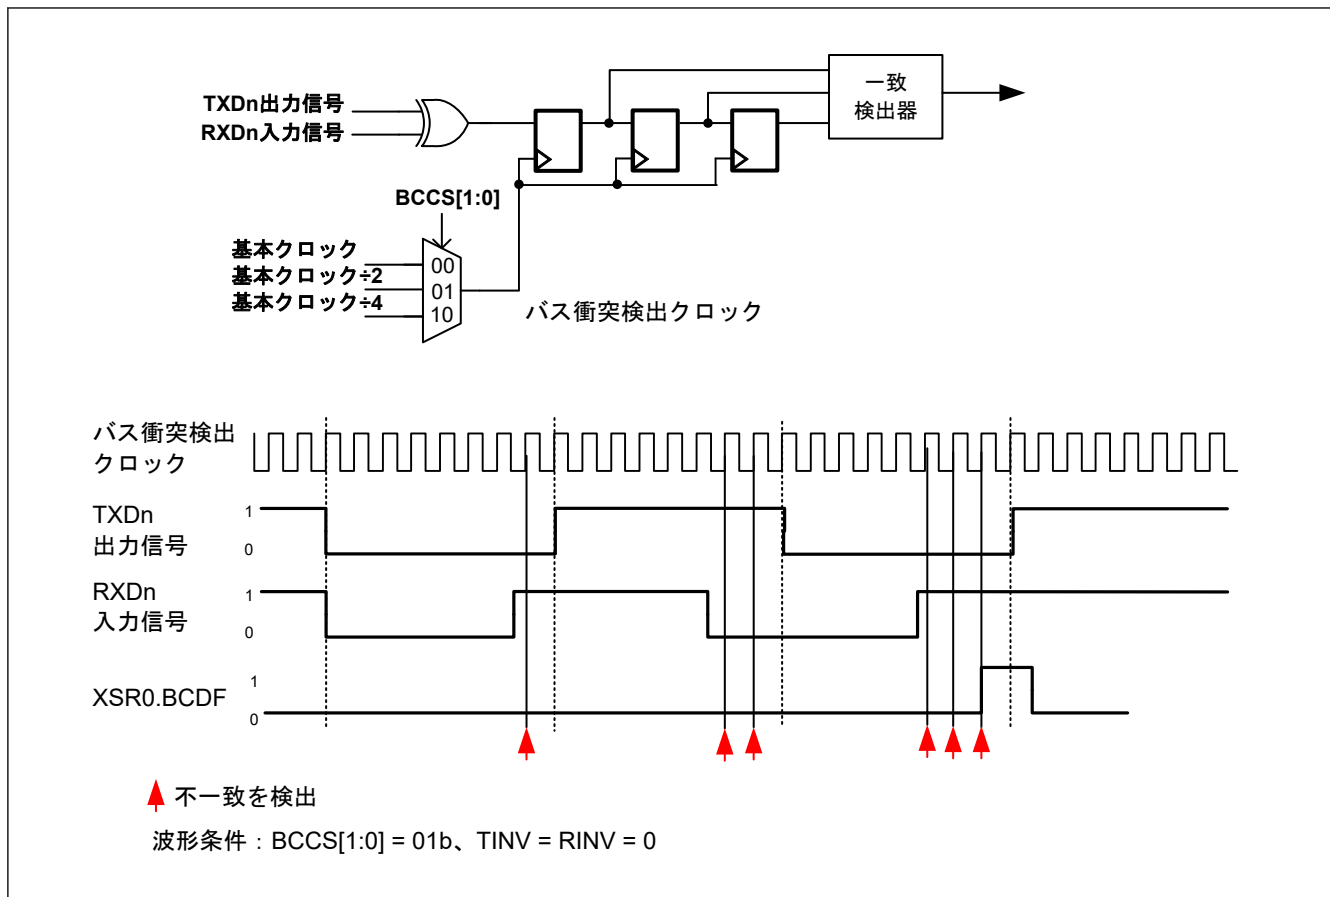 TXDn出力信号
RXDn入力信号
一致
検出器
BCCS[1:0]
基本クロック
基本クロック÷2
基本クロック÷4
00
01
10
バス衝突検出クロック
バス衝突検出
クロック
TXDn
出力信号
1
0
RXDn
入力信号
1
0
XSR0.BCDF
1
0
不一致を検出
波形条件：BCCS[1:0] = 01b、TINV = RINV = 0